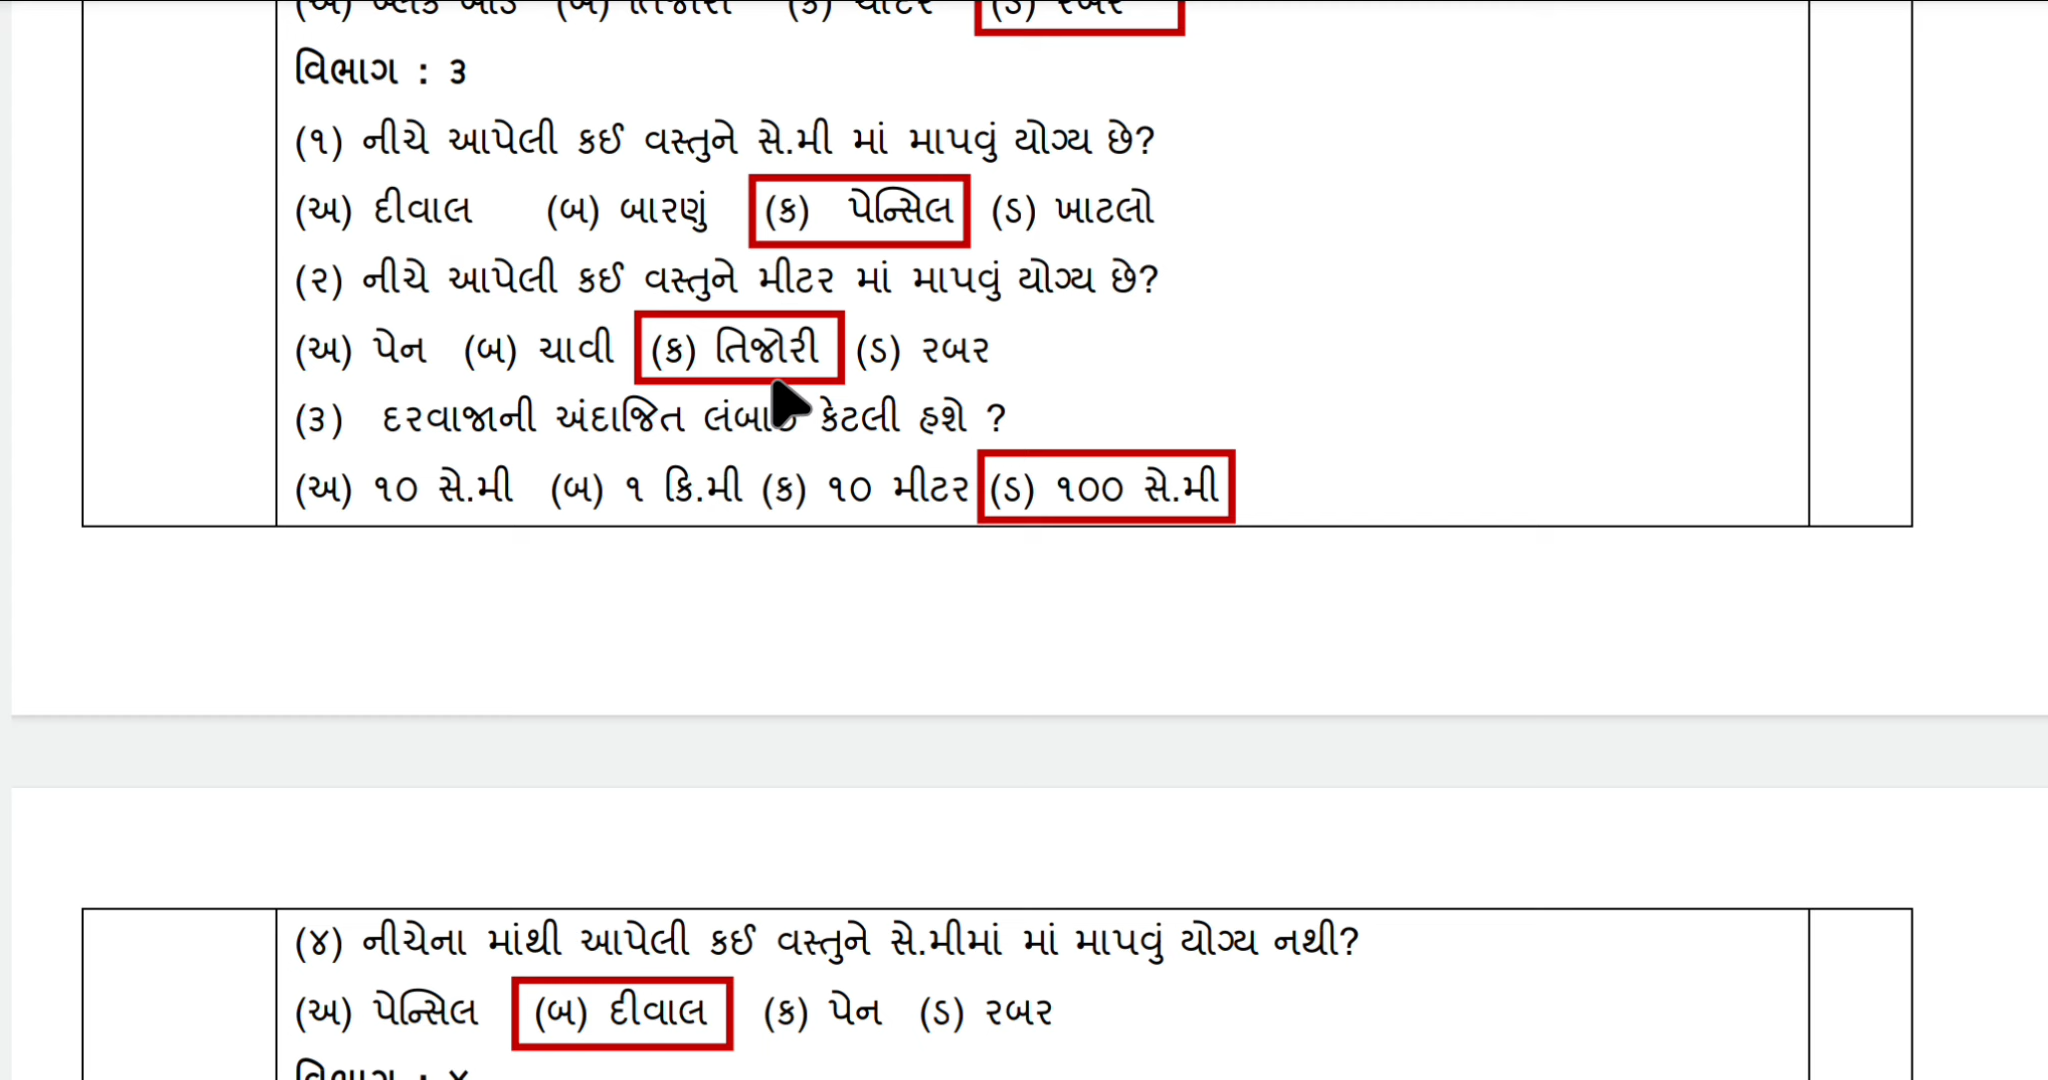 વિભાગ : ૩
(૧) નીચે આપેલી કઈ વસ્તુને સે.મી માં માપવું યોગ્ય છે?
(અ) દીવાલ (બ) બારણું (ક) પેન્સિલ (ડ) ખાટલો
(૨) નીચે આપેલી કઈ વસ્તુને મીટર માં માપવું યોગ્ય છે?
(અ) પેન (બ) ચાવી (ક) તિજોરી (ડ) રબર
(૩) દરવાજાની અંદાજિત કેટલી હશે ?
(અ) ૧૦ સે.મી (બ) ૧ કિ.મી (ક) ૧૦ મીટર (ડ) ૧૦૦ સે.મી
(૪) નીચેના માંથી આપેલી કઈ વસ્તુને સે.મીમાં માં માપવું યોગ્ય નથી?
(અ) પેન્સિલ (બ) દીવાલ (ક) પેન (ડ) રબર